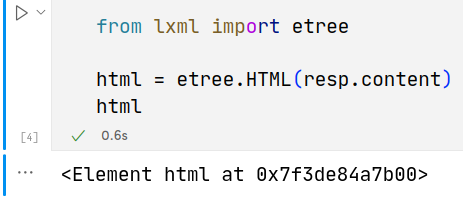 from lxml import etree
html = etree.HTML(resp.content)
html
[4]
0.6s
<Element html at 0x7f3de84a7b00>